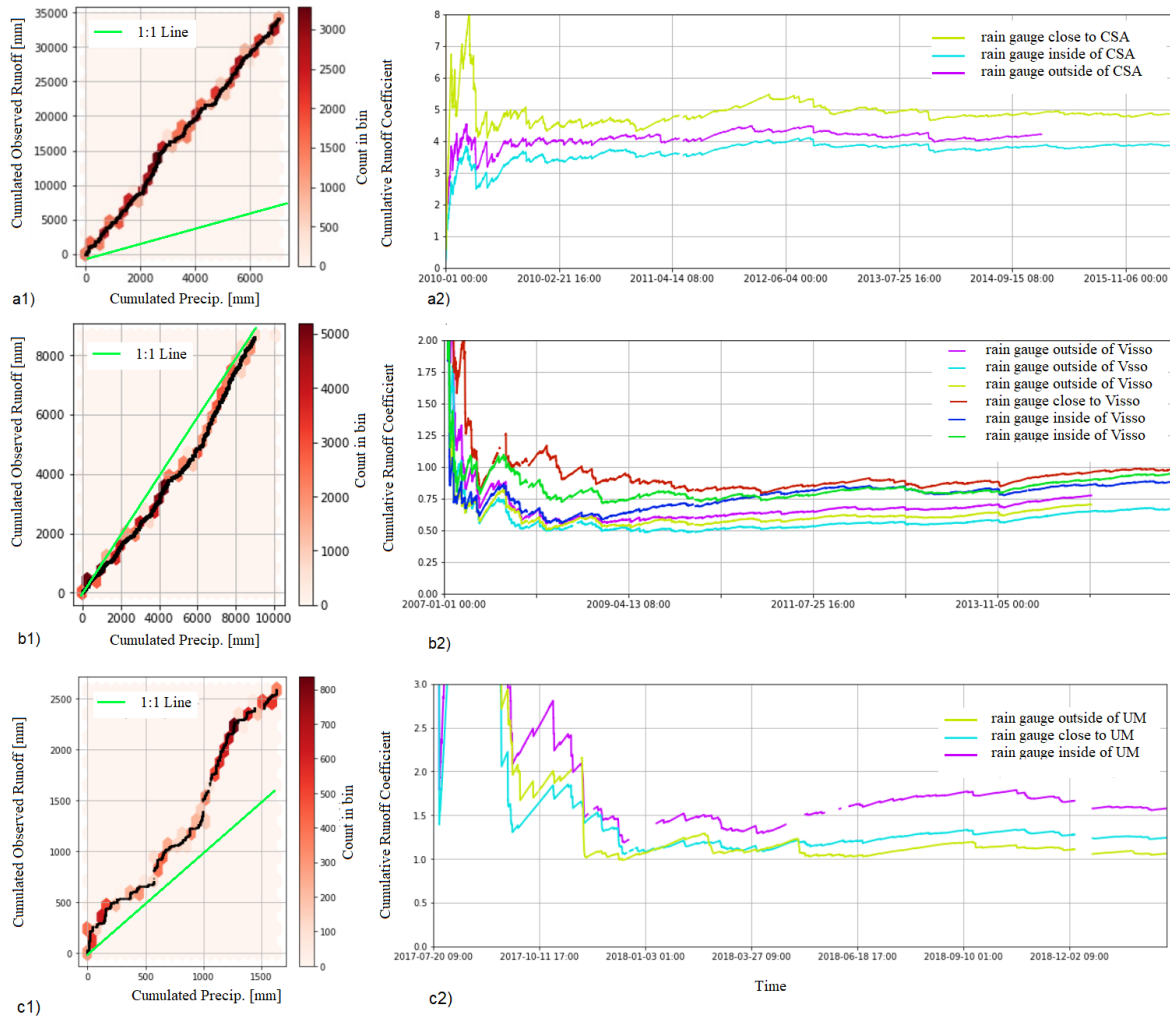 35000
30000
25000
20000
15000
10000
5000
0
0 2000 4000 6000
1:1 Line
Cumulated Observed Runoff [mm]
Cumulated Precip. [mm]
3000
2500
2000
1500
1000
500
0
Count in bin
a1)
8
7
6
5
4
3
2
1
0
Cumulative Runoff Coefficient
rain gauge close to CSA
rain gauge inside of CSA
rain gauge outside of CSA
2010-01 00:00 2010-02-21 16:00 2011-04-14 08:00 2012-06-04 00:00 2013-07-25 16:00 2014-09-15 08:00 2015-11-06 00:00
a2)
8000
6000
4000
2000
0
0 2000 4000 6000 8000 10000
1:1 Line
Cumulated Observed Runoff [mm]
Cumulated Precip. [mm]
5000
4000
3000
2000
1000
0
Count in bin
b1)
2.00
1.75
1.50
1.25
1.00
0.75
0.50
0.25
0.00
Cumulative Runoff Coefficient
rain gauge outside of Visso
rain gauge outside of Vsso
rain gauge outside of Visso
rain gauge close to Visso
rain gauge inside of Visso
rain gauge inside of Visso
2007-01-01 00:00 2009-04-13 08:00 2011-07-25 16:00 2013-11-05 00:00
b2)
2500
2000
1500
1000
500
0
0 500 1000 1500
1:1 Line
Cumulated Observed Runoff [mm]
Cumulated Precip. [mm]
800
700
600
500
400
300
200
100
0
Count in bin
c1)
3.0
2.5
2.0
1.5
1.0
0.5
0.0
Cumulative Runoff Coefficient
rain gauge outside of UM
rain gauge close to UM
rain gauge inside of UM
2017-07-20 09:00 2017-10-11 17:00 2018-01-03 01:00 2018-03-27 09:00 2018-06-18 17:00 2018-09-10 01:00 2018-12-02 09:00
Time
c2)